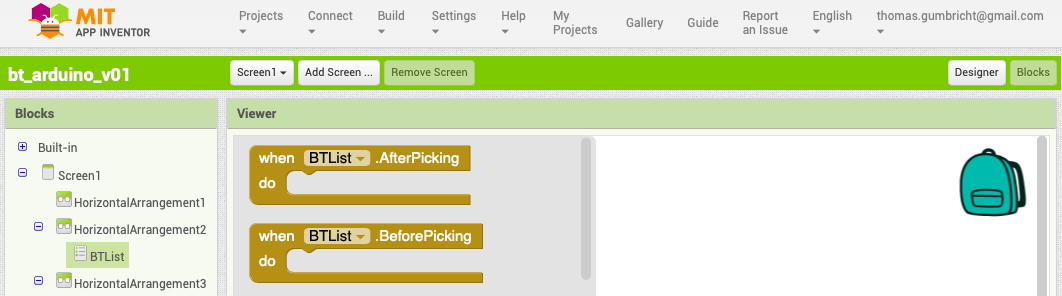 MIT
APP INVENTOR
Projects
Connect
Build
Settings
Help
My
Projects
Gallery
Guide
Report
an Issue
English
thomas.gumbricht@gmail.com
bt_arduino_v01
Screen1
Add Screen ...
Remove Screen
Designer
Blocks
Blocks
Viewer
Built-in
Screen1
HorizontalArrangement1
HorizontalArrangement2
BTList
HorizontalArrangement3
when BTList .AfterPicking
do
when BTList .BeforePicking
do